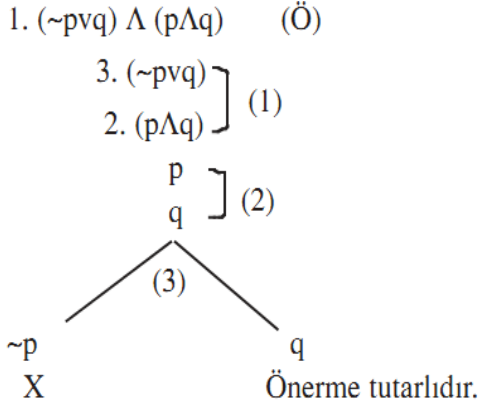 1. (~pvq) Λ (pΛq) (Ö)
3. (~pvq)
(1)
2. (pΛq)
p
(2)
q
(3)
~p q
X Önerme tutarlıdır.